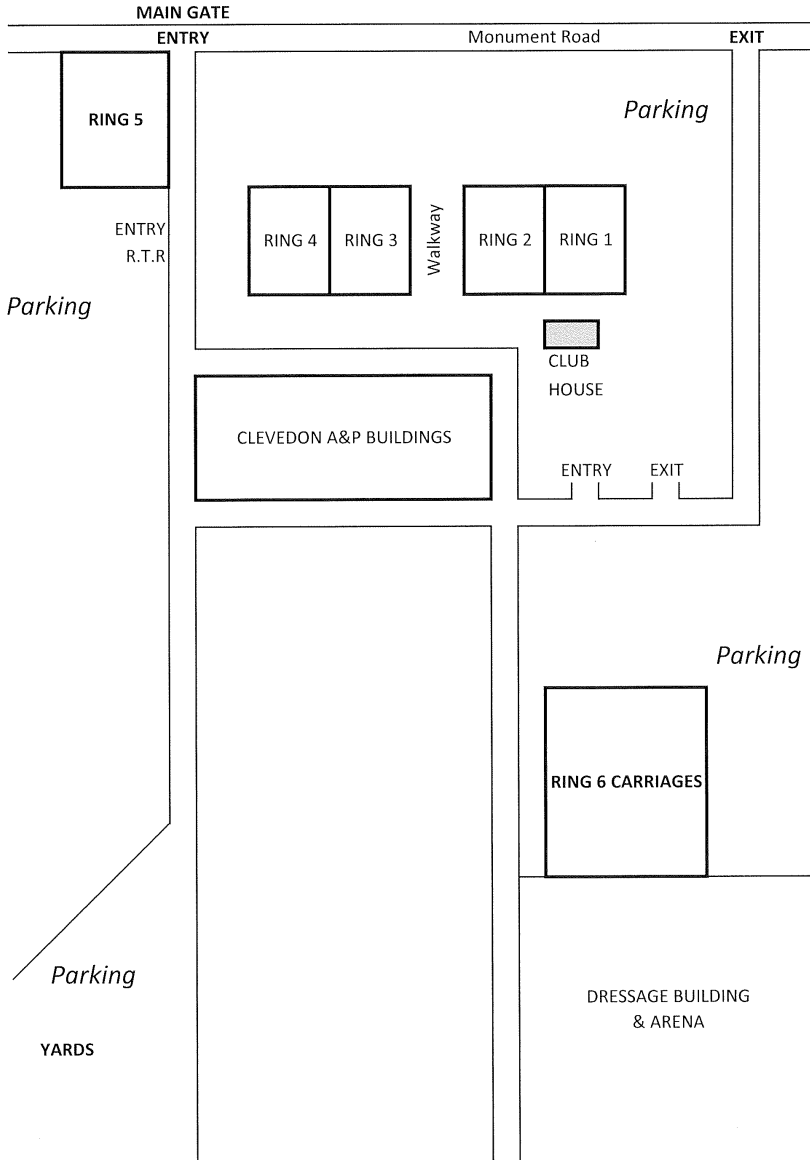 MAIN GATE
ENTRY
Monument Road
EXIT
RING 5
Parking
ENTRY
R.T.R
RING 4
RING 3
Walkway
RING 2
RING 1
Parking
CLUB
HOUSE
CLEVEDON A&P BUILDINGS
ENTRY
EXIT
Parking
RING 6 CARRIAGES
Parking
DRESSAGE BUILDING
& ARENA
YARDS